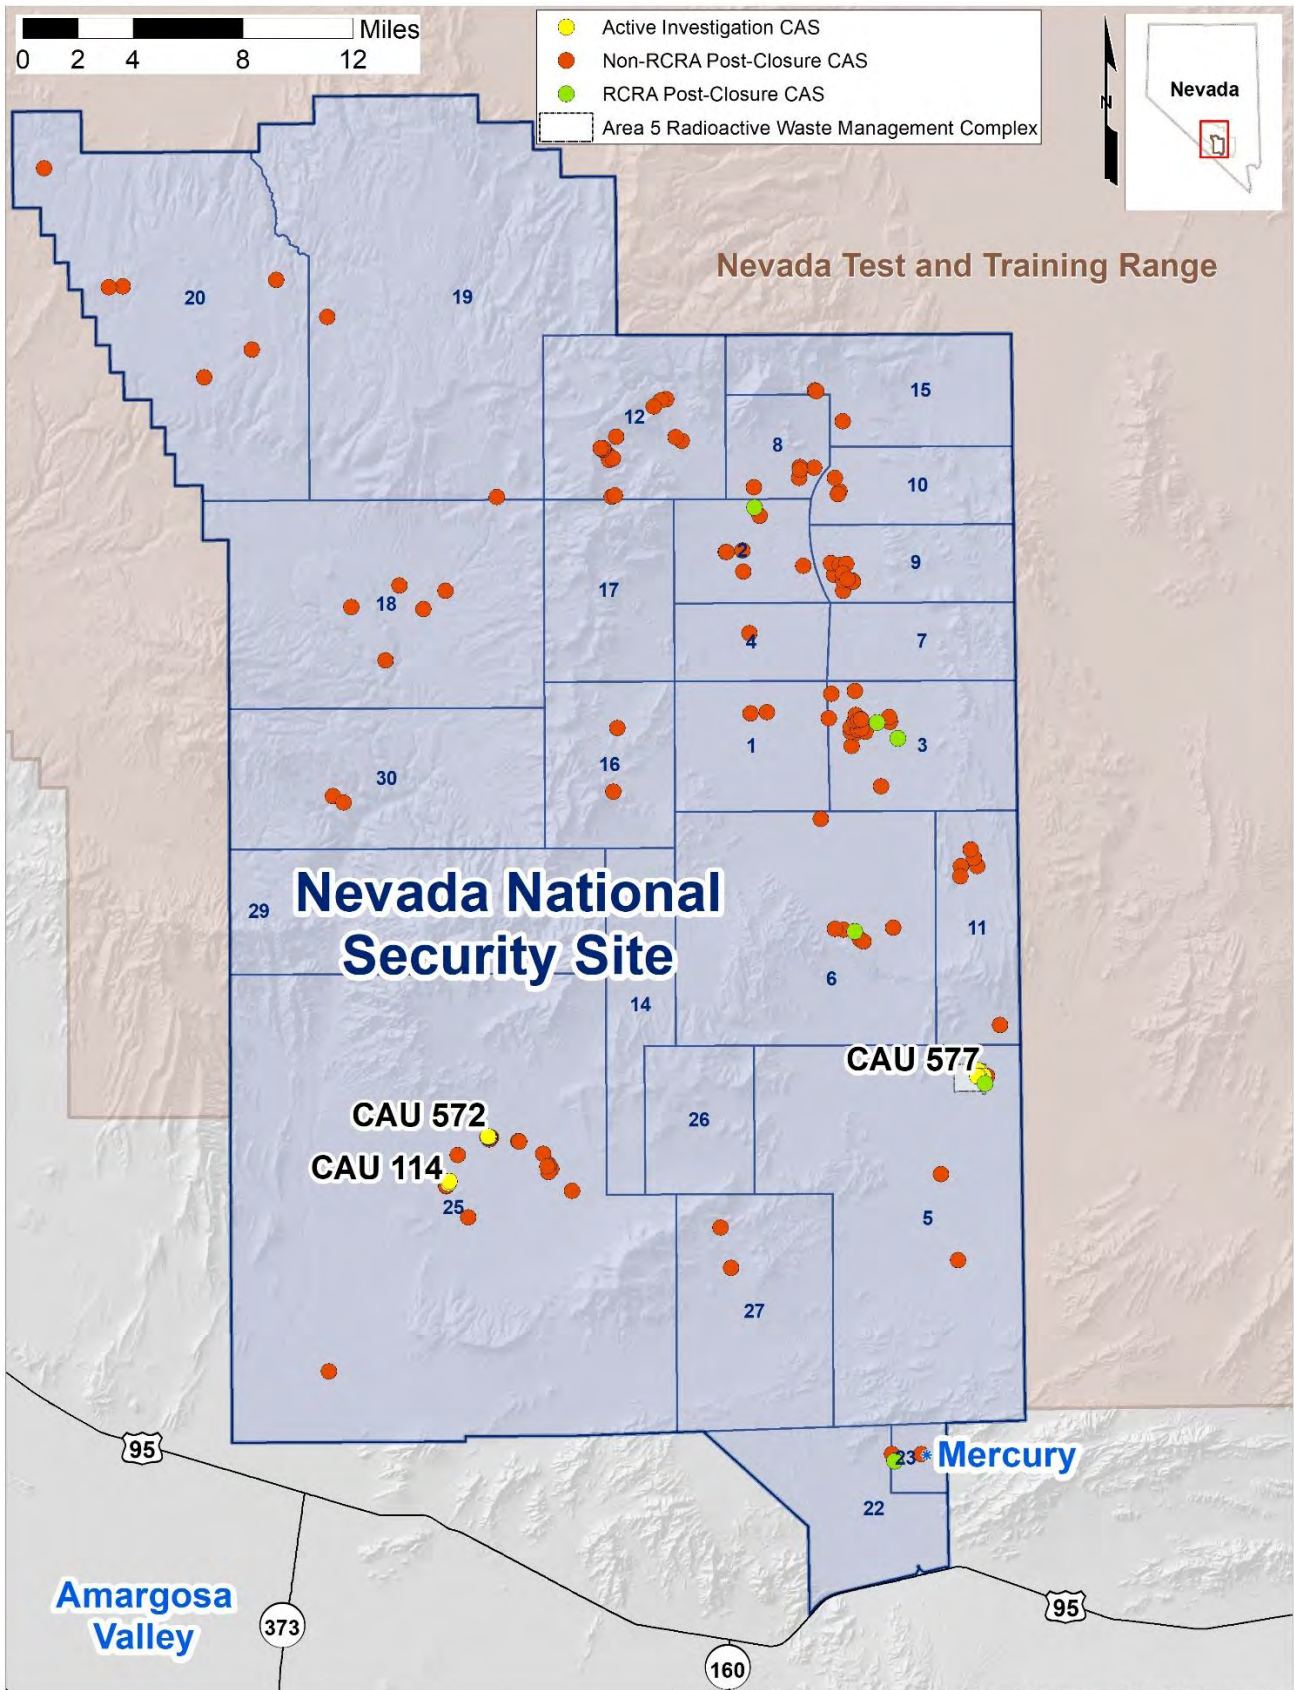 Miles
0 2 4 8 12
Active Investigation CAS
Non-RCRA Post-Closure CAS
RCRA Post-Closure CAS
Area 5 Radioactive Waste Management Complex
N
Nevada
Nevada Test and Training Range
20
19
12
15
8
10
2
9
17
18
4
7
1
3
16
30
Nevada National
Security Site
29
11
6
14
CAU 577
CAU 572
26
CAU 114
25
5
27
Mercury
23
22
95
Amargosa
Valley
373
95
160